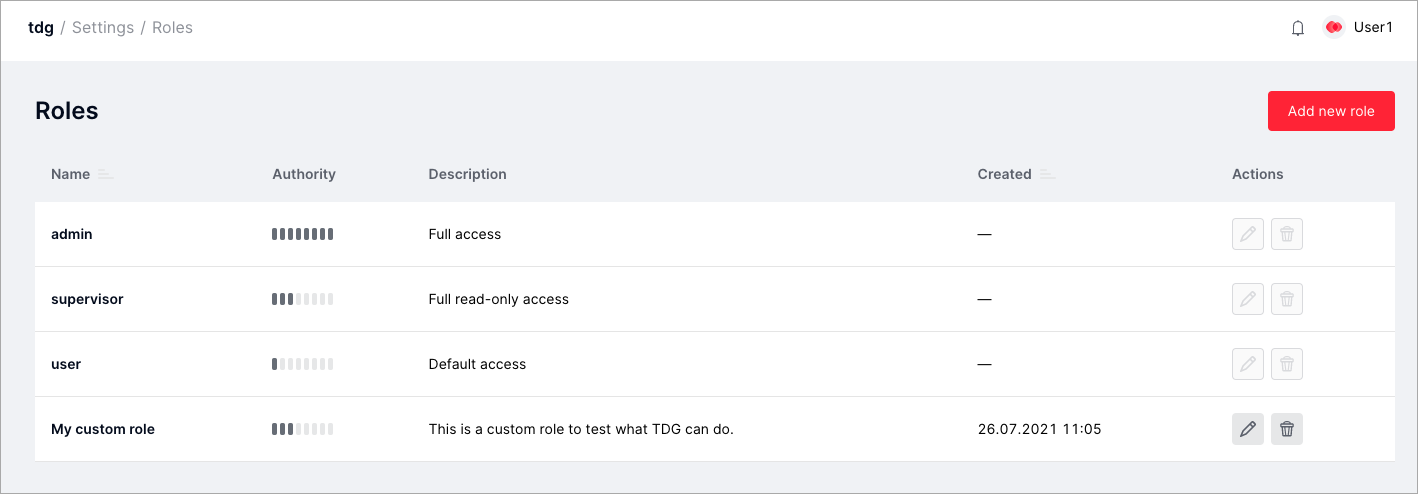 tdg / Settings / Roles
User1
Roles
Add new role
Name Authority Description Created Actions
admin Full access —
supervisor Full read-only access —
user Default access —
My custom role This is a custom role to test what TDG can do. 26.07.2021 11:05